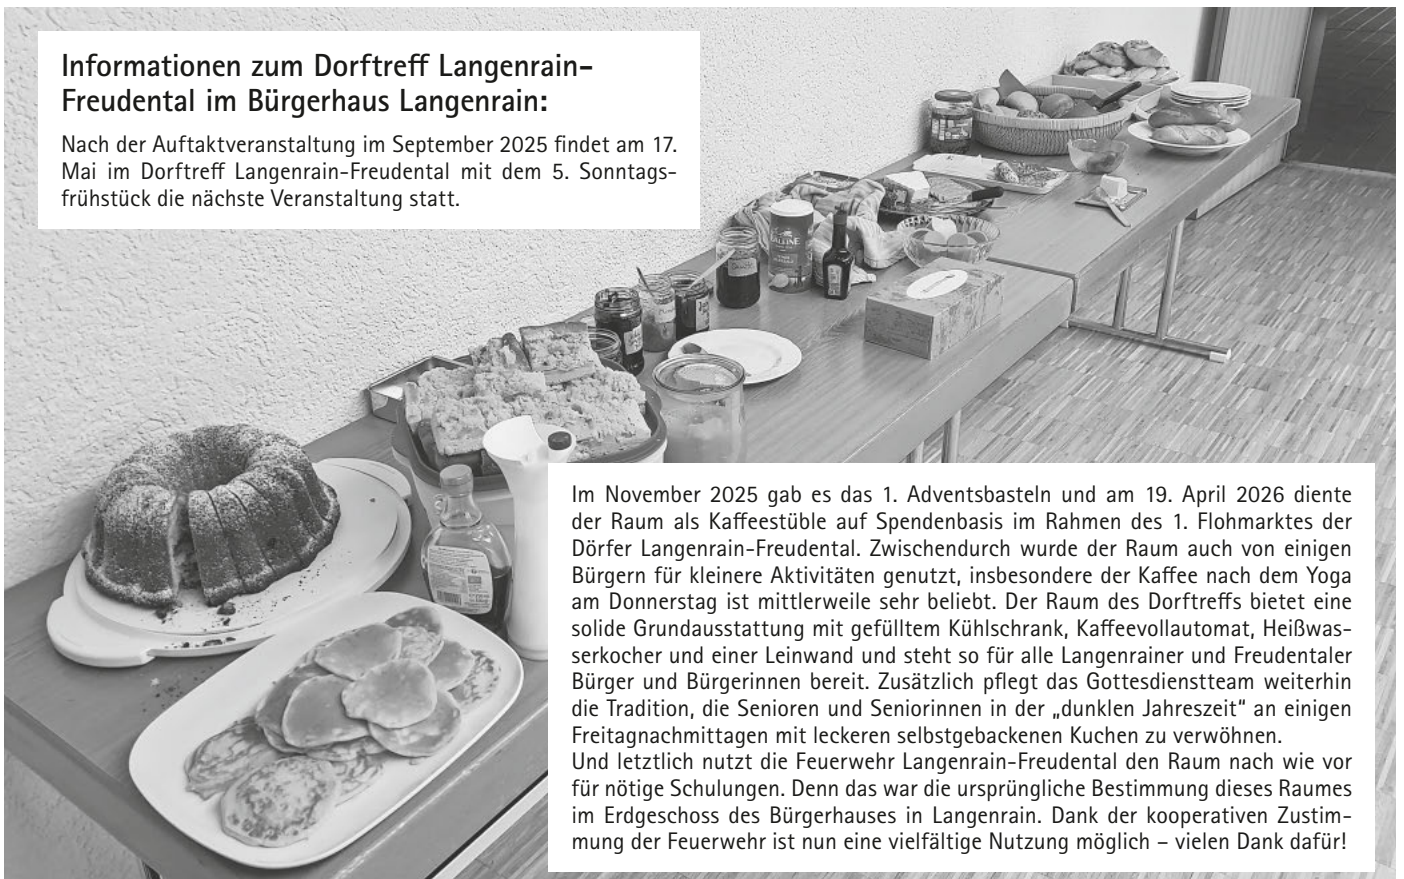 Informationen zum Dorftreff Langenrain-
Freudental im Bürgerhaus Langenrain:
Nach der Auftaktveranstaltung im September 2025 findet am 17.
Mai im Dorftreff Langenrain-Freudental mit dem 5. Sonntags-
frühstück die nächste Veranstaltung statt.
Im November 2025 gab es das 1. Adventsbasteln und am 19. April 2026 diente
der Raum als Kaffeestüble auf Spendenbasis im Rahmen des 1. Flohmarktes der
Dörfer Langenrain-Freudental. Zwischendurch wurde der Raum auch von einigen
Bürgern für kleinere Aktivitäten genutzt, insbesondere der Kaffee nach dem Yoga
am Donnerstag ist mittlerweile sehr beliebt. Der Raum des Dorftreffs bietet eine
solide Grundausstattung mit gefülltem Kühlschrank, Kaffeevollautomat, Heißwas-
serkocher und einer Leinwand und steht so für alle Langenrainer und Freudentaler
Bürger und Bürgerinnen bereit. Zusätzlich pflegt das Gottesdienstteam weiterhin
die Tradition, die Senioren und Seniorinnen in der „dunklen Jahreszeit“ an einigen
Freitagnachmittagen mit leckeren selbstgebackenen Kuchen zu verwöhnen.
Und letztlich nutzt die Feuerwehr Langenrain-Freudental den Raum nach wie vor
für nötige Schulungen. Denn das war die ursprüngliche Bestimmung dieses Raumes
im Erdgeschoss des Bürgerhauses in Langenrain. Dank der kooperativen Zustim-
mung der Feuerwehr ist nun eine vielfältige Nutzung möglich – vielen Dank dafür!